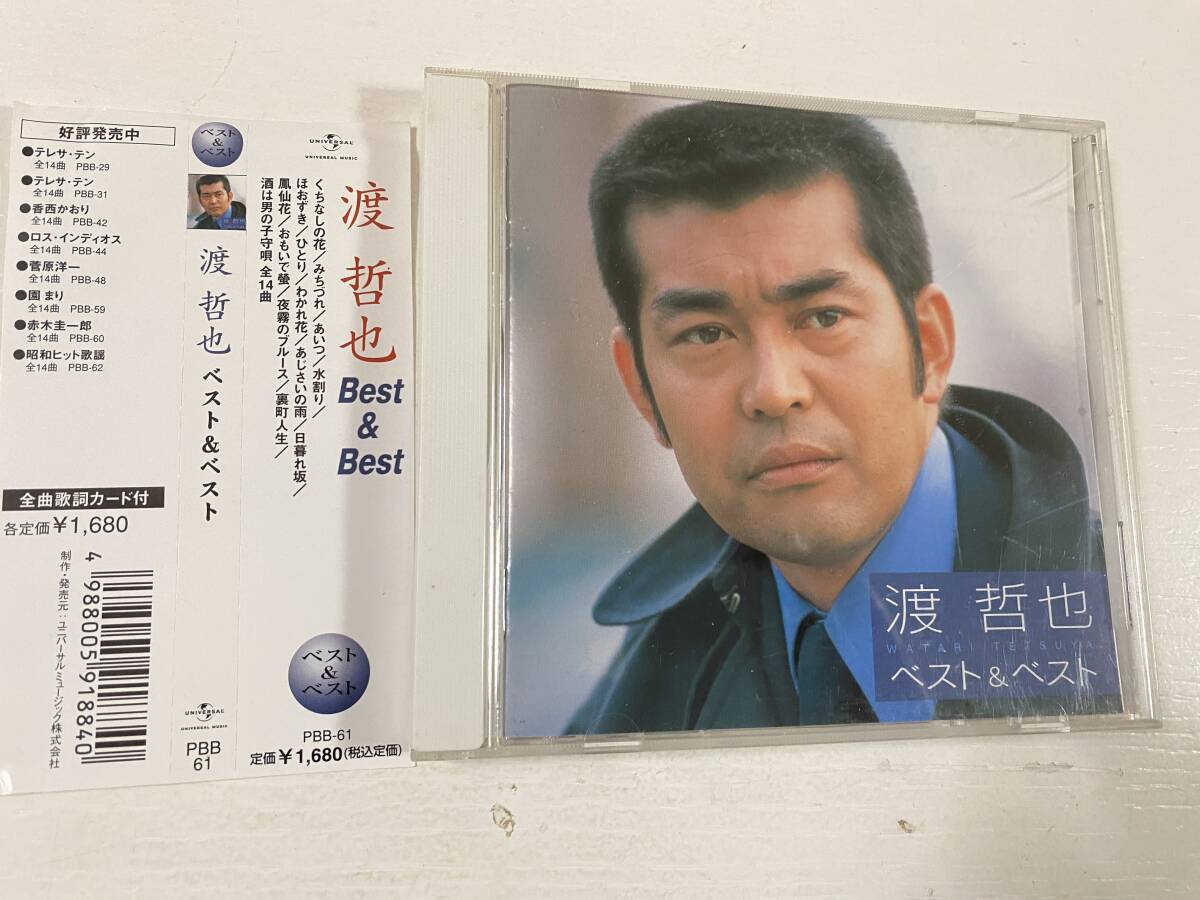 好評発売中
●テレサ・テン
全14曲 PBB-29
●テレサ・テン
全14曲 PBB-31
●香西かおり
全14曲 PBB-42
●ロス・インディオス
全14曲 PBB-44
●菅原洋一
全14曲 PBB-48
●園まり
全14曲 PBB-59
●赤木圭一郎
全14曲 PBB-60
●昭和ヒット歌謡
全14曲 PBB-62
全曲歌詞カード付
各定価¥1,680
4 988005 918840
制作・発売元:ユニバーサル ミュージック株式会社
ベスト
&
ベスト
渡 哲也
渡 哲也 ベスト&ベスト
UNIVERSAL
UNIVERSAL MUSIC
PBB
61
UNIVERSAL
UNIVERSAL MUSIC
渡 哲也
Best
&
Best
くちなしの花/みちづれ/あいつ/水割り/
ほおずき/ひとり/わかれ花/あじさいの雨/日暮れ坂/
鳳仙花/おもいで螢/夜霧のブルース/裏町人生/
酒は男の子守唄 全14曲
ベスト
&
ベスト
PBB-61
定価¥1,680(税込定価)
渡 哲也
WATARI TETSUYA
ベスト&ベスト